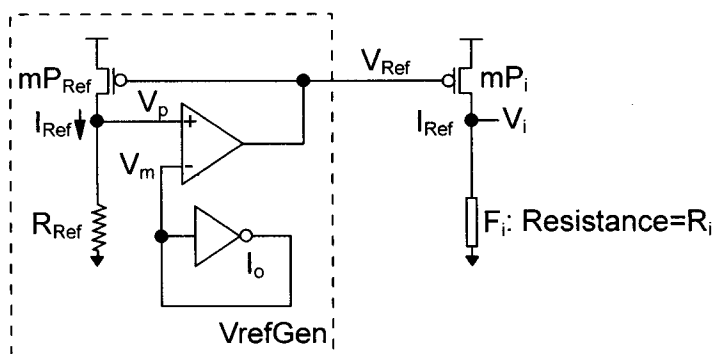 V_Ref
mP_Ref
mP_i
V_p
I_Ref
+
I_Ref
V_i
V_m
-
R_Ref
F_i: Resistance=R_i
I_o
VrefGen